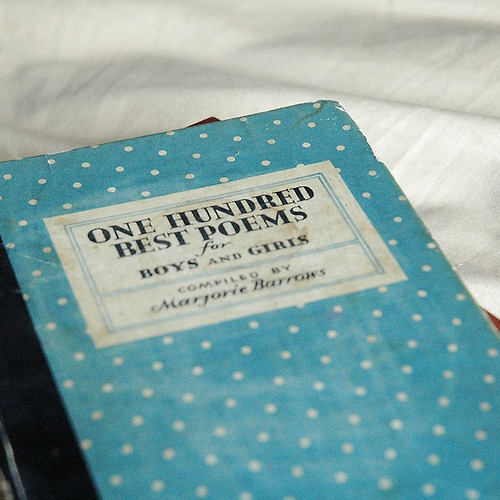 ONE HUNDRED
BEST POEMS
for
BOYS AND GIRLS
COMPILED BY
Marjorie Barrows